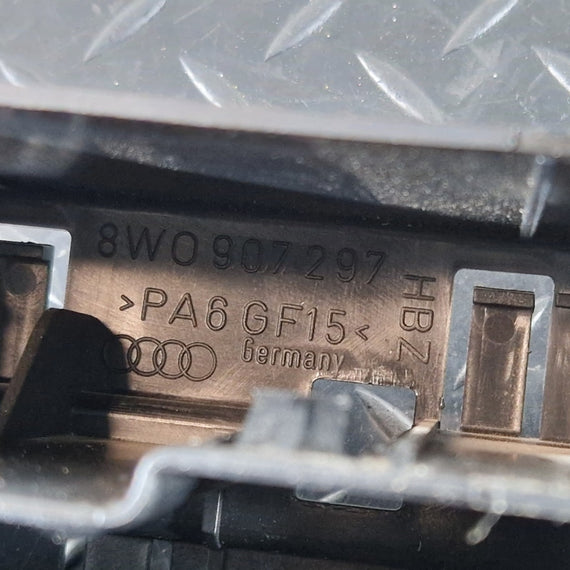 8W0 907 297
>PA6 GF15<
Germany
HBZ